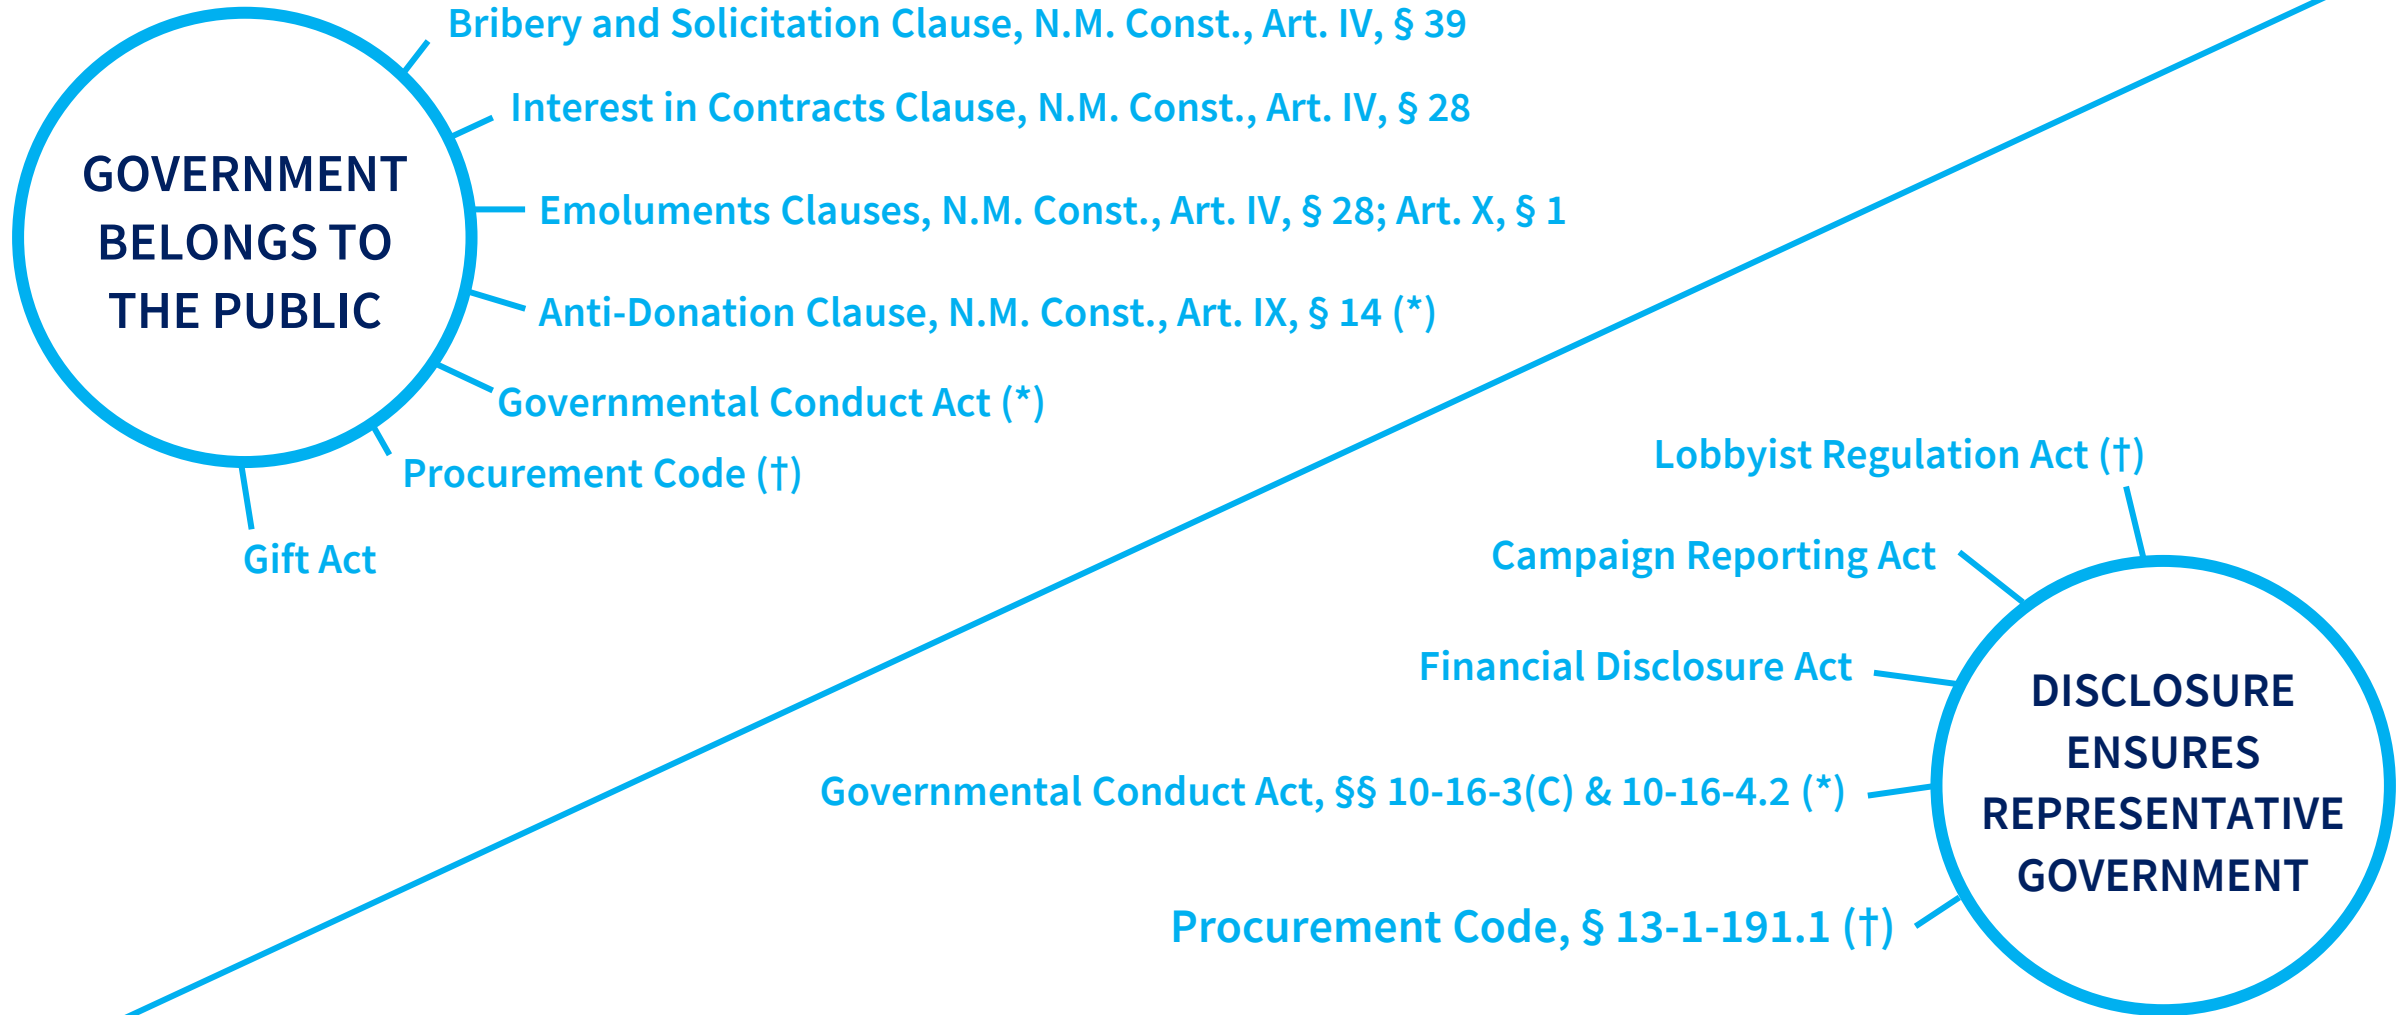 GOVERNMENT
BELONGS TO
THE PUBLIC
Bribery and Solicitation Clause, N.M. Const., Art. IV, § 39
Interest in Contracts Clause, N.M. Const., Art. IV, § 28
Emoluments Clauses, N.M. Const., Art. IV, § 28; Art. X, § 1
Anti-Donation Clause, N.M. Const., Art. IX, § 14 (*)
Governmental Conduct Act (*)
Procurement Code (†)
Gift Act
Lobbyist Regulation Act (†)
Campaign Reporting Act
Financial Disclosure Act
Governmental Conduct Act, §§ 10-16-3(C) & 10-16-4.2 (*)
Procurement Code, § 13-1-191.1 (†)
DISCLOSURE
ENSURES
REPRESENTATIVE
GOVERNMENT